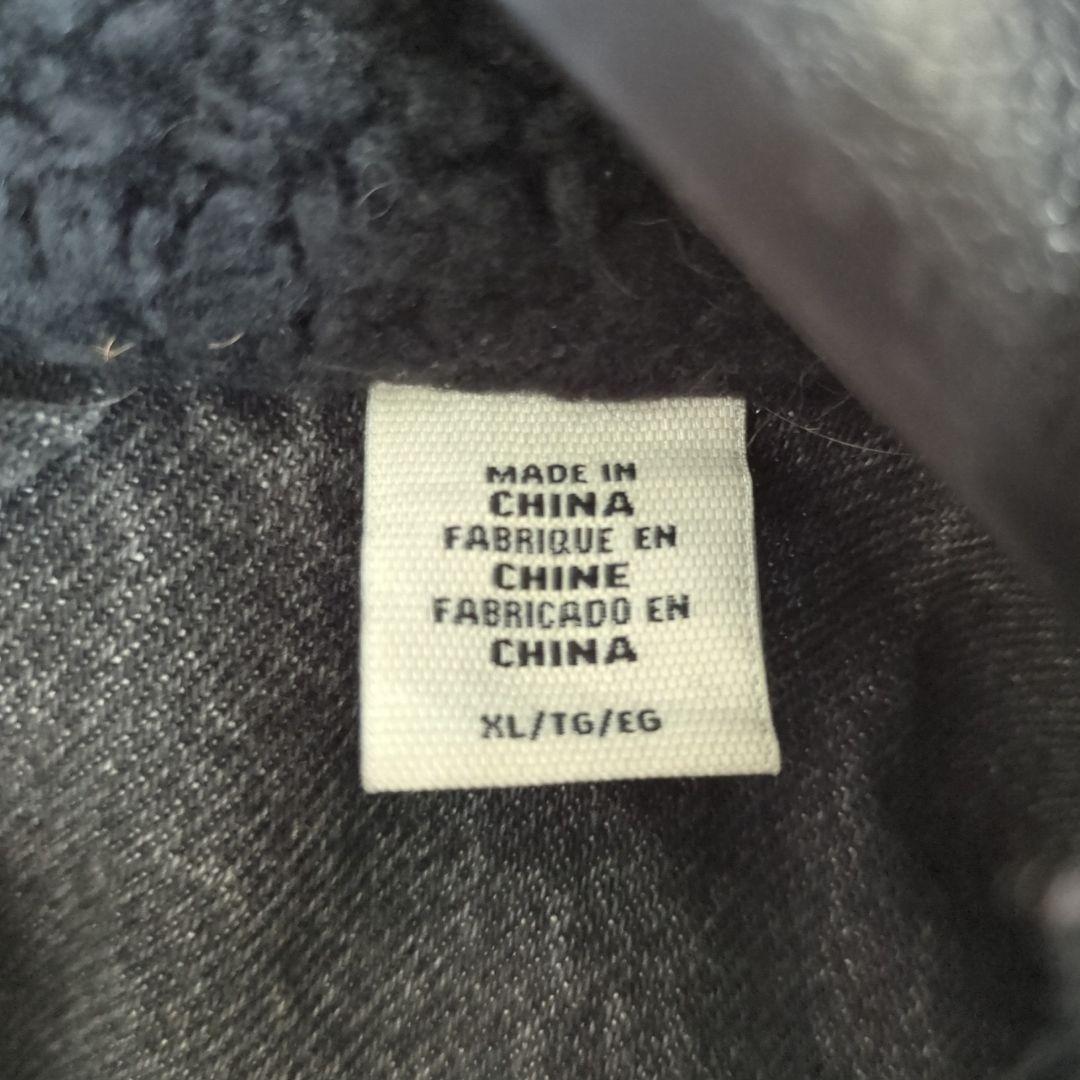 MADE IN
CHINA
FABRIQUE EN
CHINE
FABRICADO EN
CHINA
XL/TG/EG